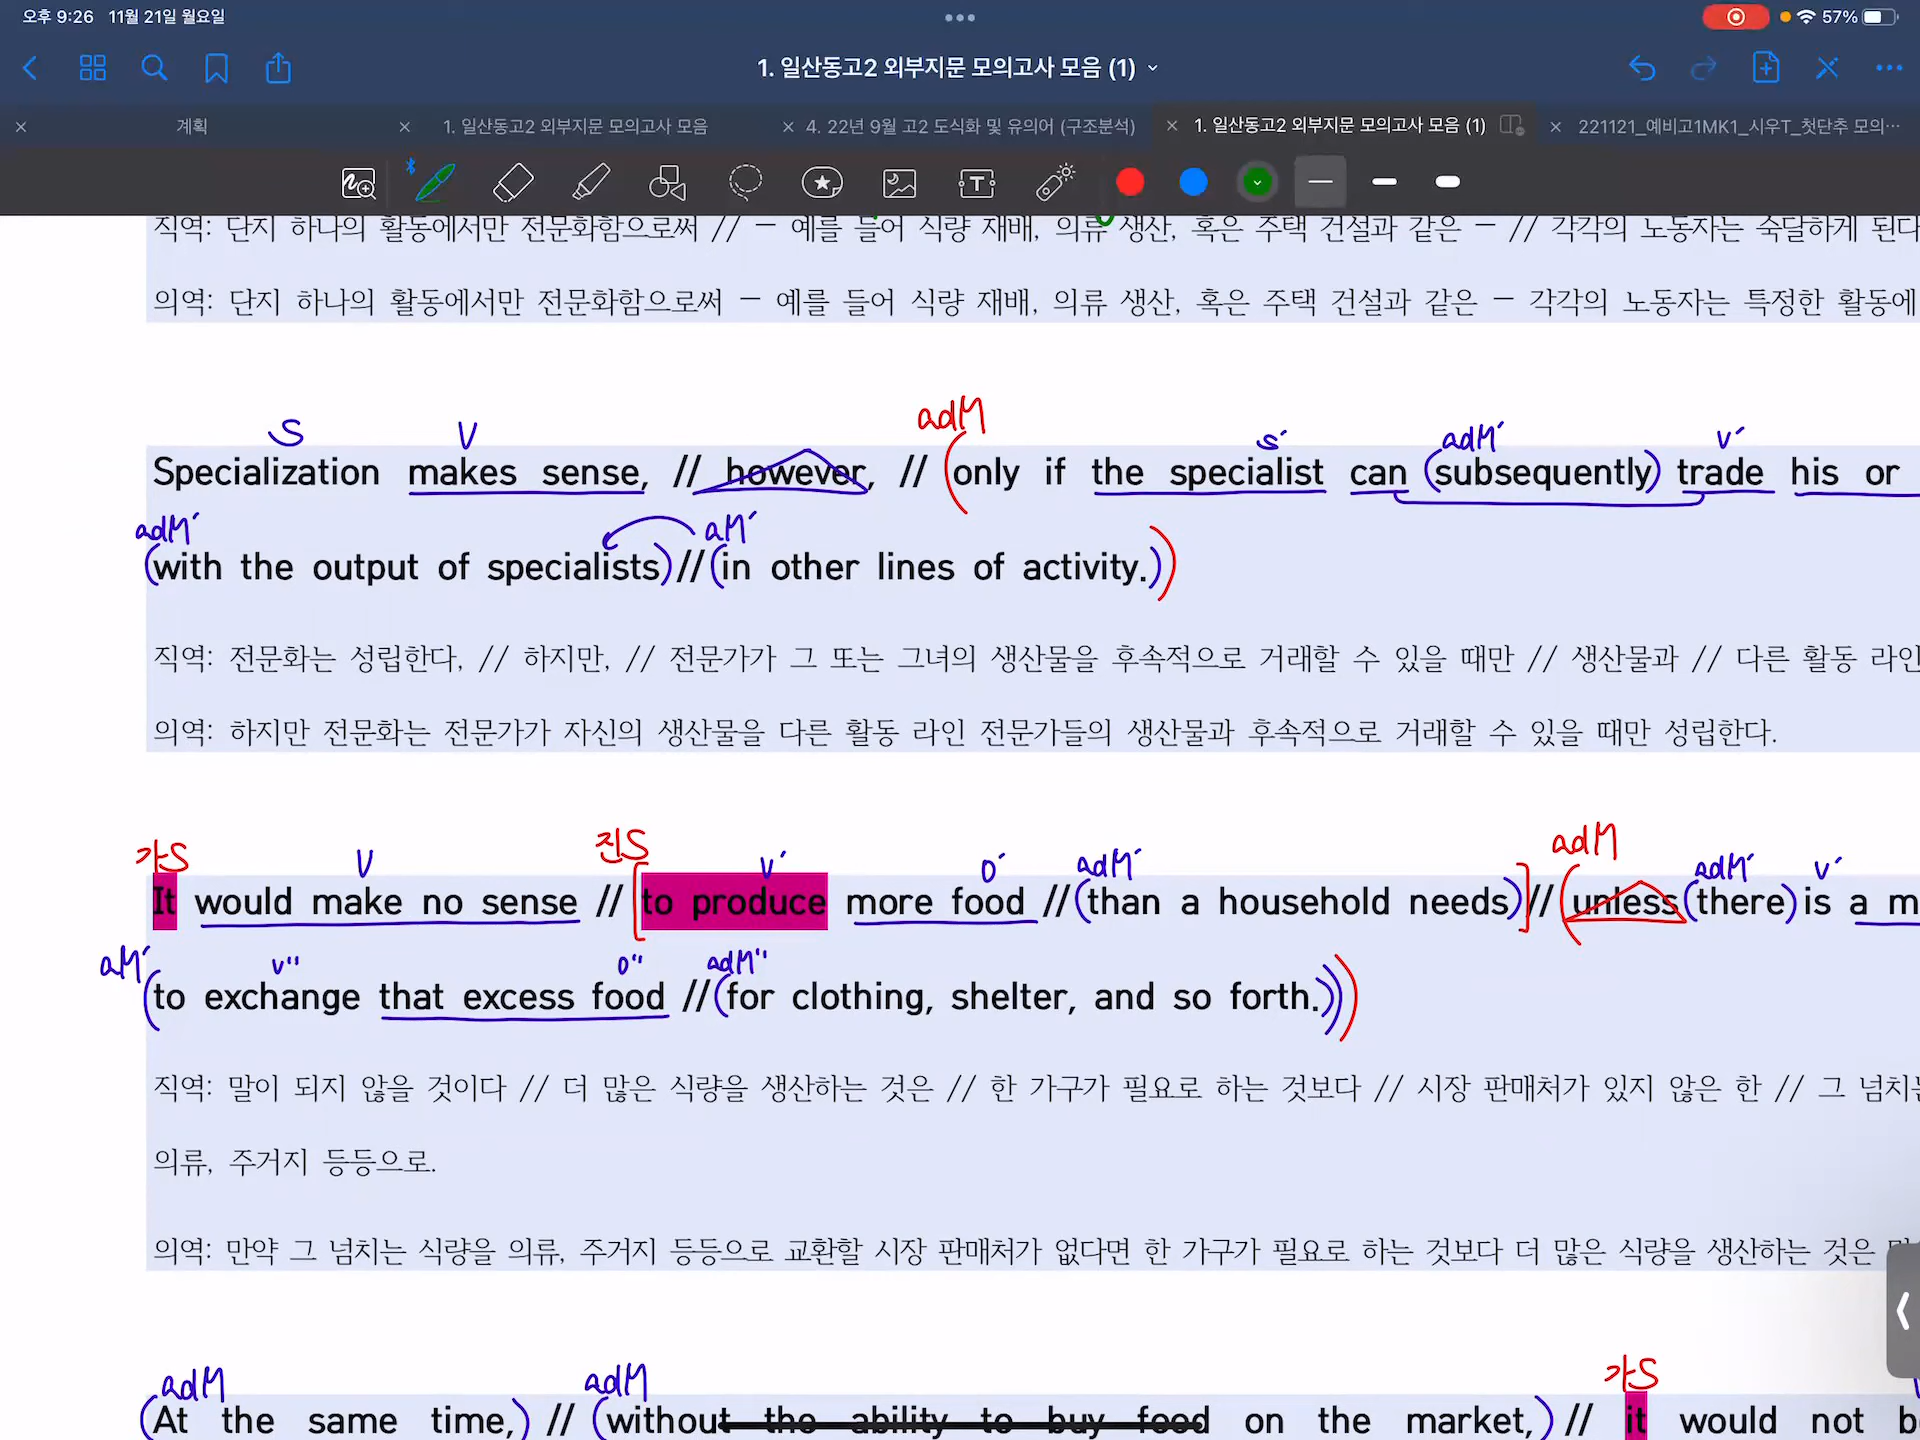 오후 9:26 11월 21일 월요일
57%
1. 일산동고2 외부지문 모의고사 모음 (1)
계획
1. 일산동고2 외부지문 모의고사 모음
4. 22년 9월 고2 도식화 및 유의어 (구조분석)
1. 일산동고2 외부지문 모의고사 모음 (1)
221121_예비고1MK1_시우T_첫단추 모의…
직역: 단지 하나의 활동에서만 전문화함으로써 // – 예를 들어 식량 재배, 의류 생산, 혹은 주택 건설과 같은 – // 각각의 노동자는 숙달하게 된다
의역: 단지 하나의 활동에서만 전문화함으로써 – 예를 들어 식량 재배, 의류 생산, 혹은 주택 건설과 같은 – 각각의 노동자는 특정한 활동에
S V adM s' adM' v'
Specialization makes sense, // however, // (only if the specialist can (subsequently) trade his or
adM' aM'
(with the output of specialists) // (in other lines of activity.))
직역: 전문화는 성립한다, // 하지만, // 전문가가 그 또는 그녀의 생산물을 후속적으로 거래할 수 있을 때만 // 생산물과 // 다른 활동 라인
의역: 하지만 전문화는 전문가가 자신의 생산물을 다른 활동 라인 전문가들의 생산물과 후속적으로 거래할 수 있을 때만 성립한다.
가S V 진S v' o' adM' adM adM' v'
It would make no sense // [to produce more food // (than a household needs)] // (unless (there) is a m
aM' v" o" adM"
(to exchange that excess food // (for clothing, shelter, and so forth.)))
직역: 말이 되지 않을 것이다 // 더 많은 식량을 생산하는 것은 // 한 가구가 필요로 하는 것보다 // 시장 판매처가 있지 않은 한 // 그 넘치는
의류, 주거지 등등으로.
의역: 만약 그 넘치는 식량을 의류, 주거지 등등으로 교환할 시장 판매처가 없다면 한 가구가 필요로 하는 것보다 더 많은 식량을 생산하는 것은
adM adM 가S
(At the same time,) // (without the ability to buy food on the market,) // it would not b